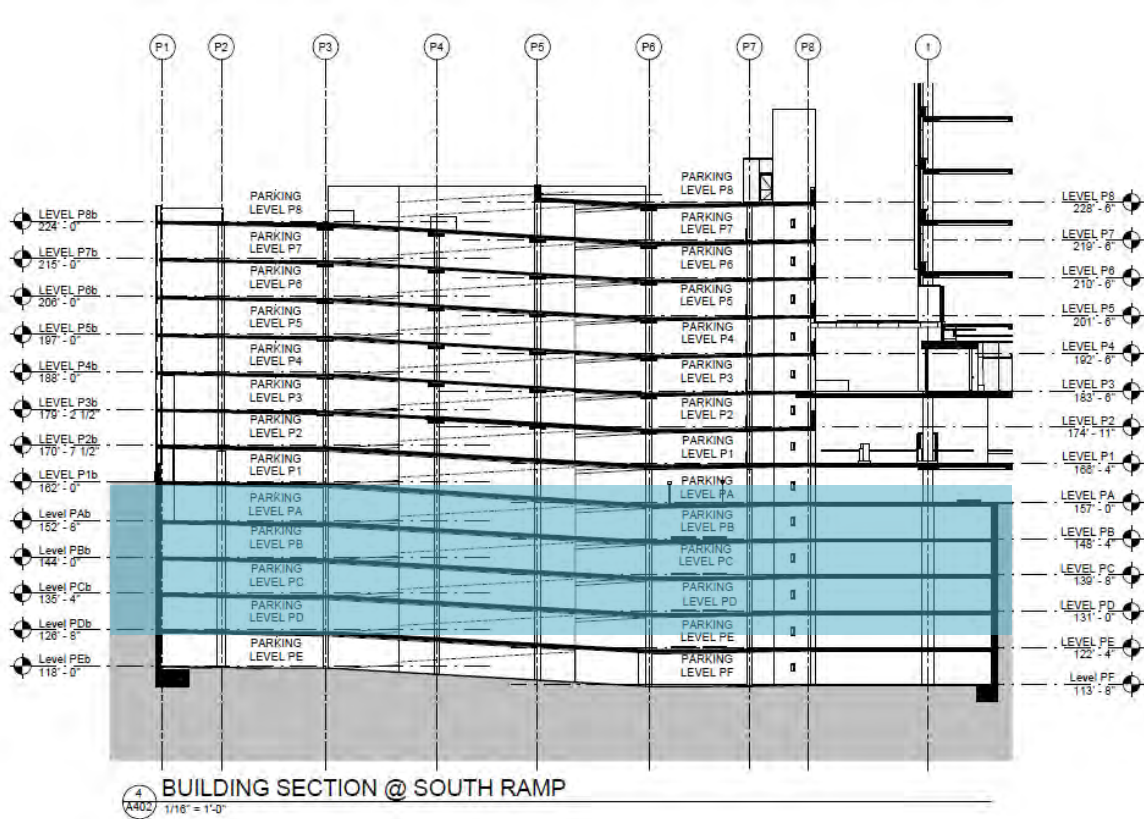 P1 P2 P3 P4 P5 P6 P7 P8 1
PARKING
LEVEL P8
PARKING
LEVEL P7
PARKING
LEVEL P6
PARKING
LEVEL P5
PARKING
LEVEL P4
PARKING
LEVEL P3
PARKING
LEVEL P2
PARKING
LEVEL P1
PARKING
LEVEL PA
PARKING
LEVEL PB
PARKING
LEVEL PC
PARKING
LEVEL PD
PARKING
LEVEL PE
PARKING
LEVEL P8
PARKING
LEVEL P7
PARKING
LEVEL P6
PARKING
LEVEL P5
PARKING
LEVEL P4
PARKING
LEVEL P3
PARKING
LEVEL P2
PARKING
LEVEL P1
PARKING
LEVEL PA
PARKING
LEVEL PB
PARKING
LEVEL PC
PARKING
LEVEL PD
PARKING
LEVEL PE
PARKING
LEVEL PF
LEVEL P8b
224' - 0"
LEVEL P7b
215' - 0"
LEVEL P6b
206' - 0"
LEVEL P5b
197' - 0"
LEVEL P4b
188' - 0"
LEVEL P3b
179' - 2 1/2"
LEVEL P2b
170' - 7 1/2"
LEVEL P1b
162' - 0"
Level PAb
152' - 8"
Level PBb
144' - 0"
Level PCb
135' - 4"
Level PDb
126' - 8"
Level PEb
118' - 0"
LEVEL P8
228' - 6"
LEVEL P7
219' - 6"
LEVEL P6
210' - 6"
LEVEL P5
201' - 6"
LEVEL P4
192' - 6"
LEVEL P3
183' - 6"
LEVEL P2
174' - 11"
LEVEL P1
166' - 4"
LEVEL PA
157' - 0"
LEVEL PB
148' - 4"
LEVEL PC
139' - 8"
LEVEL PD
131' - 0"
LEVEL PE
122' - 4"
Level PF
113' - 8"
4
A402
BUILDING SECTION @ SOUTH RAMP
1/16" = 1'-0"